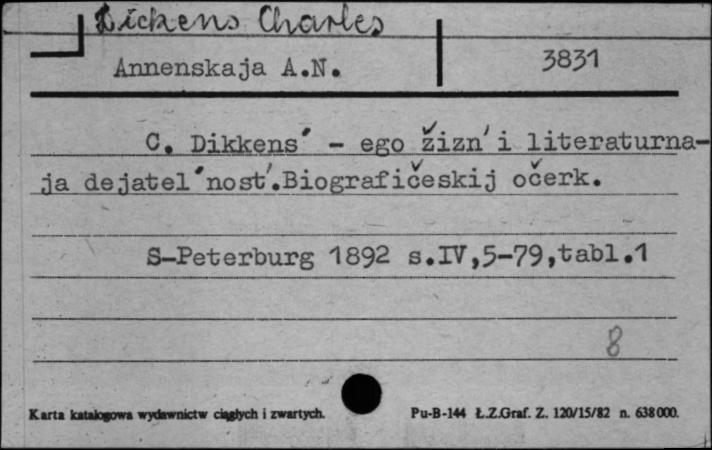 Dickens Charles
Annenskaja A.N.
3831
C. Dikkens' - ego žizn' i literaturna-
ja dejatel'nost'.Biografičeskij očerk.
S-Peterburg 1892 s.IV,5-79,tabl.1
8
Karta katalogowa wydawnictw ciągłych i zwartych.
Pu-B-144 Ł.Z.Graf. Z. 120/15/82 n. 638000.